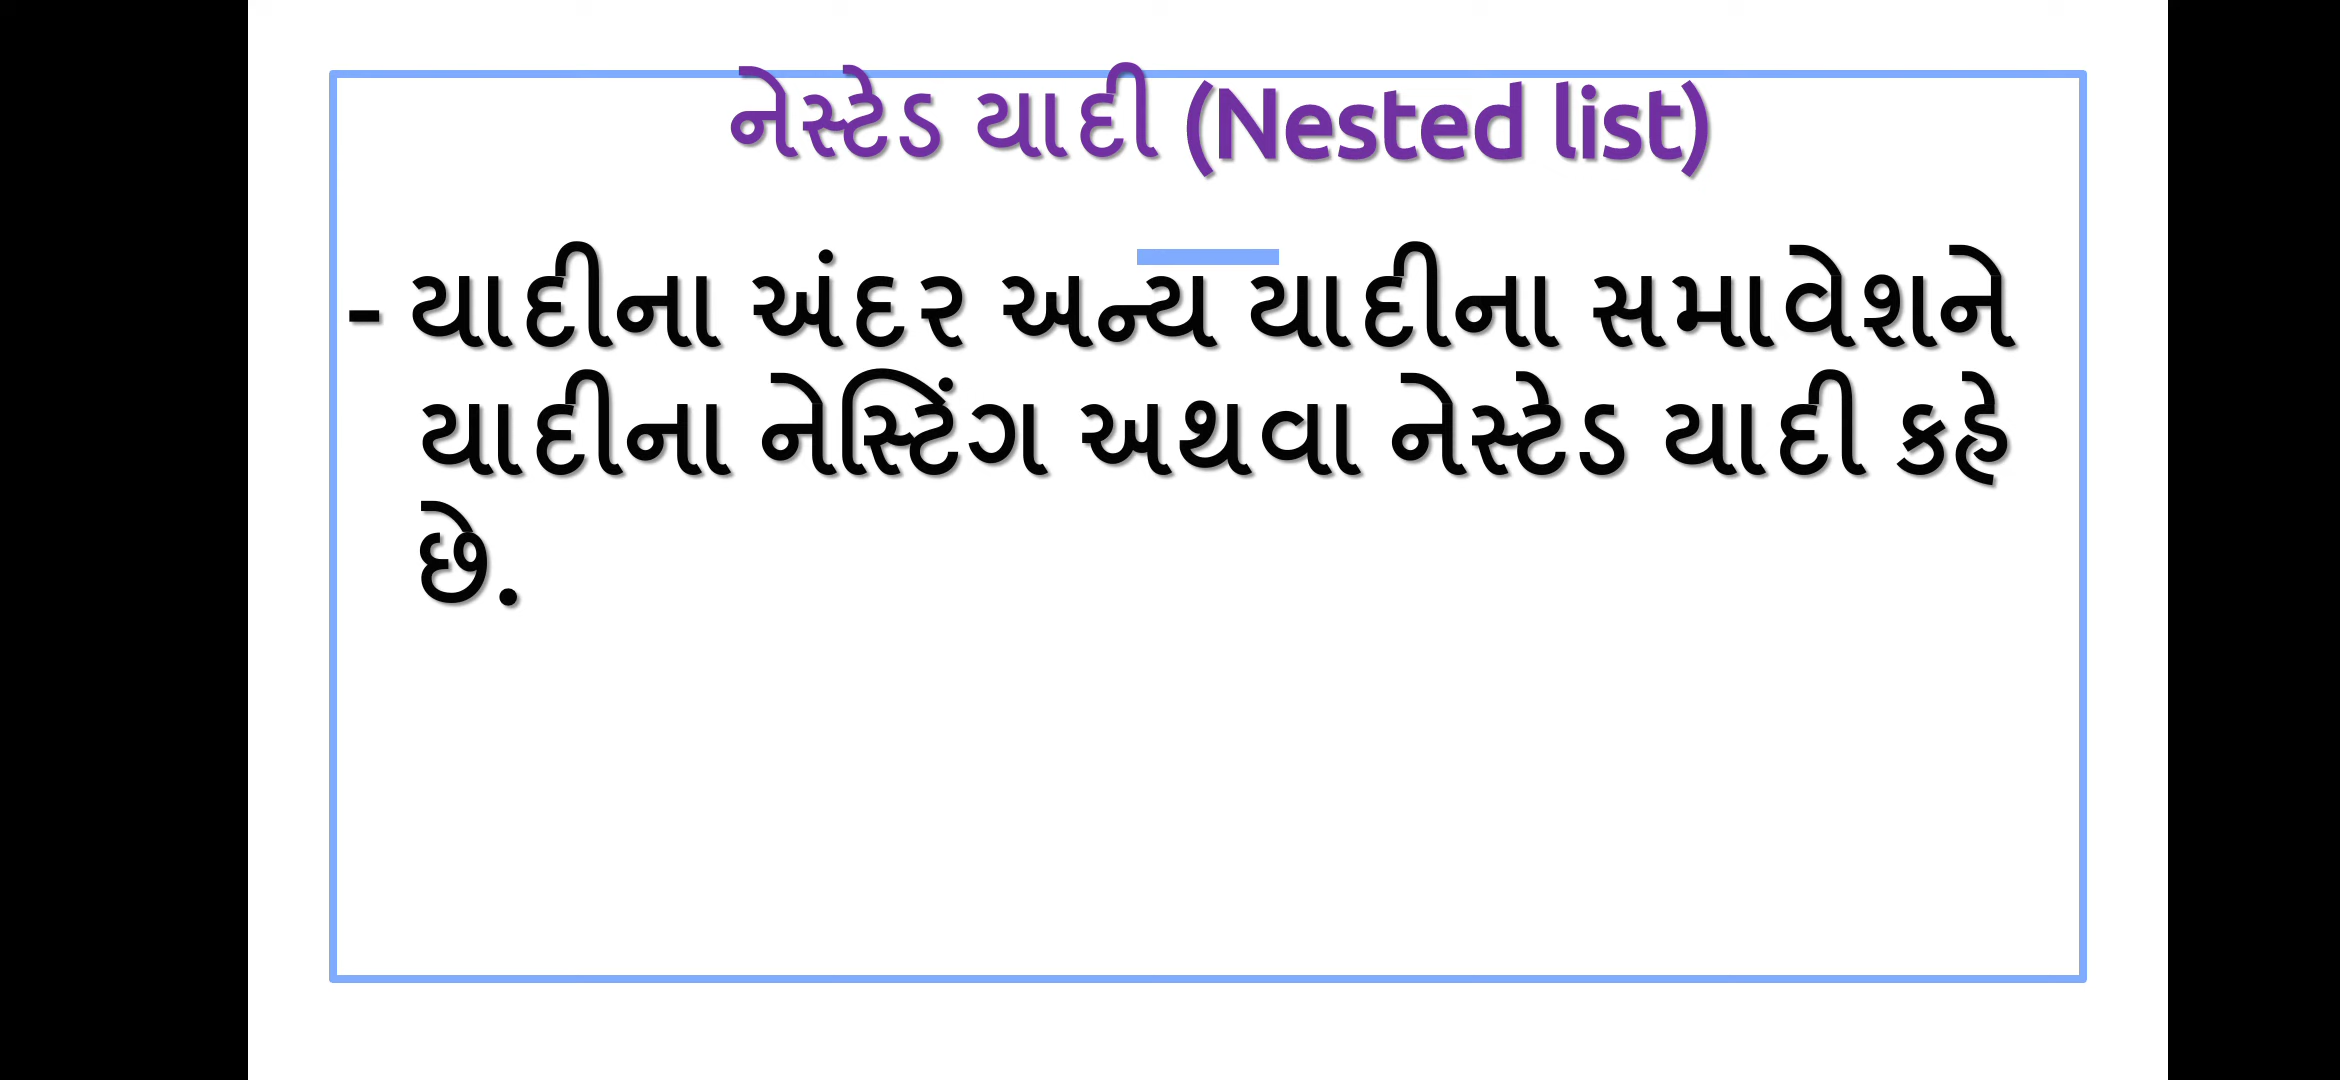 નેસ્ટેડ યાદી (Nested list)
- યાદીના અંદર અન્ય યાદીના સમાવેશને
યાદીના નેસ્ટિંગ અથવા નેસ્ટેડ યાદી કહે
છે.